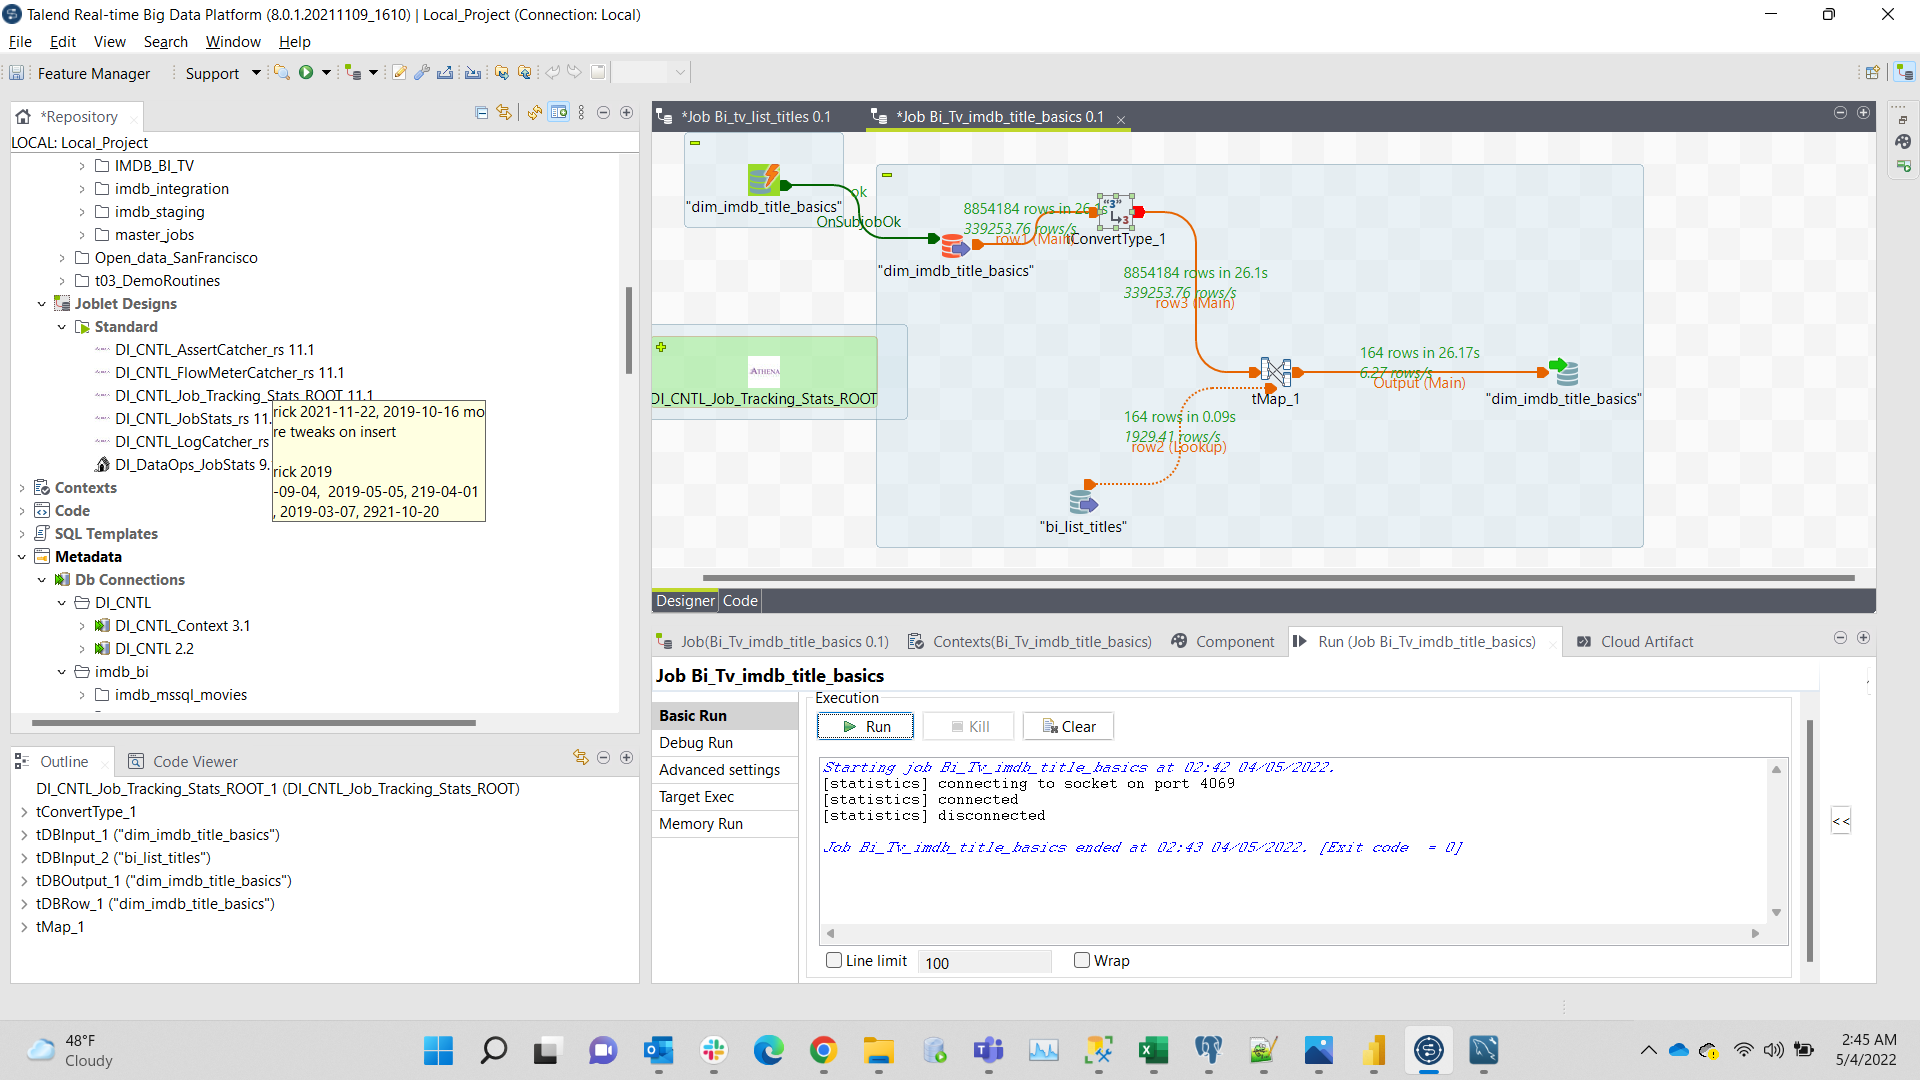 Talend Real-time Big Data Platform (8.0.1.20211109_1610) | Local_Project (Connection: Local)
File Edit View Search Window Help
Feature Manager Support
*Repository
LOCAL: Local_Project
IMDB_BI_TV
imdb_integration
imdb_staging
master_jobs
Open_data_SanFrancisco
t03_DemoRoutines
Joblet Designs
Standard
DI_CNTL_AssertCatcher_rs 11.1
DI_CNTL_FlowMeterCatcher_rs 11.1
DI_CNTL_Job_Tracking_Stats_ROOT 11.1
DI_CNTL_JobStats_rs 11.
DI_CNTL_LogCatcher_rs
DI_DataOps_JobStats 9.
rick 2021-11-22, 2019-10-16 mo
re tweaks on insert
rick 2019
-09-04, 2019-05-05, 219-04-01
, 2019-03-07, 2921-10-20
Contexts
Code
SQL Templates
Metadata
Db Connections
DI_CNTL
DI_CNTL_Context 3.1
DI_CNTL 2.2
imdb_bi
imdb_mssql_movies
Outline Code Viewer
DI_CNTL_Job_Tracking_Stats_ROOT_1 (DI_CNTL_Job_Tracking_Stats_ROOT)
tConvertType_1
tDBInput_1 ("dim_imdb_title_basics")
tDBInput_2 ("bi_list_titles")
tDBOutput_1 ("dim_imdb_title_basics")
tDBRow_1 ("dim_imdb_title_basics")
tMap_1
*Job Bi_tv_list_titles 0.1 *Job Bi_Tv_imdb_title_basics 0.1
"dim_imdb_title_basics"
ok
OnSubjobOk
8854184 rows in 26.1s
339253.76 rows/s
row1 (Main)
"3"
3
tConvertType_1
"dim_imdb_title_basics"
8854184 rows in 26.1s
339253.76 rows/s
row3 (Main)
ATHENA
DI_CNTL_Job_Tracking_Stats_ROOT
164 rows in 26.17s
6.27 rows/s
Output (Main)
tMap_1
"dim_imdb_title_basics"
164 rows in 0.09s
1929.41 rows/s
row2 (Lookup)
"bi_list_titles"
Designer Code
Job(Bi_Tv_imdb_title_basics 0.1) Contexts(Bi_Tv_imdb_title_basics) Component Run (Job Bi_Tv_imdb_title_basics) Cloud Artifact
Job Bi_Tv_imdb_title_basics
Basic Run
Debug Run
Advanced settings
Target Exec
Memory Run
Execution
Run Kill Clear
Starting job Bi_Tv_imdb_title_basics at 02:42 04/05/2022.
[statistics] connecting to socket on port 4069
[statistics] connected
[statistics] disconnected
Job Bi_Tv_imdb_title_basics ended at 02:43 04/05/2022. [Exit code = 0]
<<
Line limit 100 Wrap
48°F
Cloudy
2:45 AM
5/4/2022